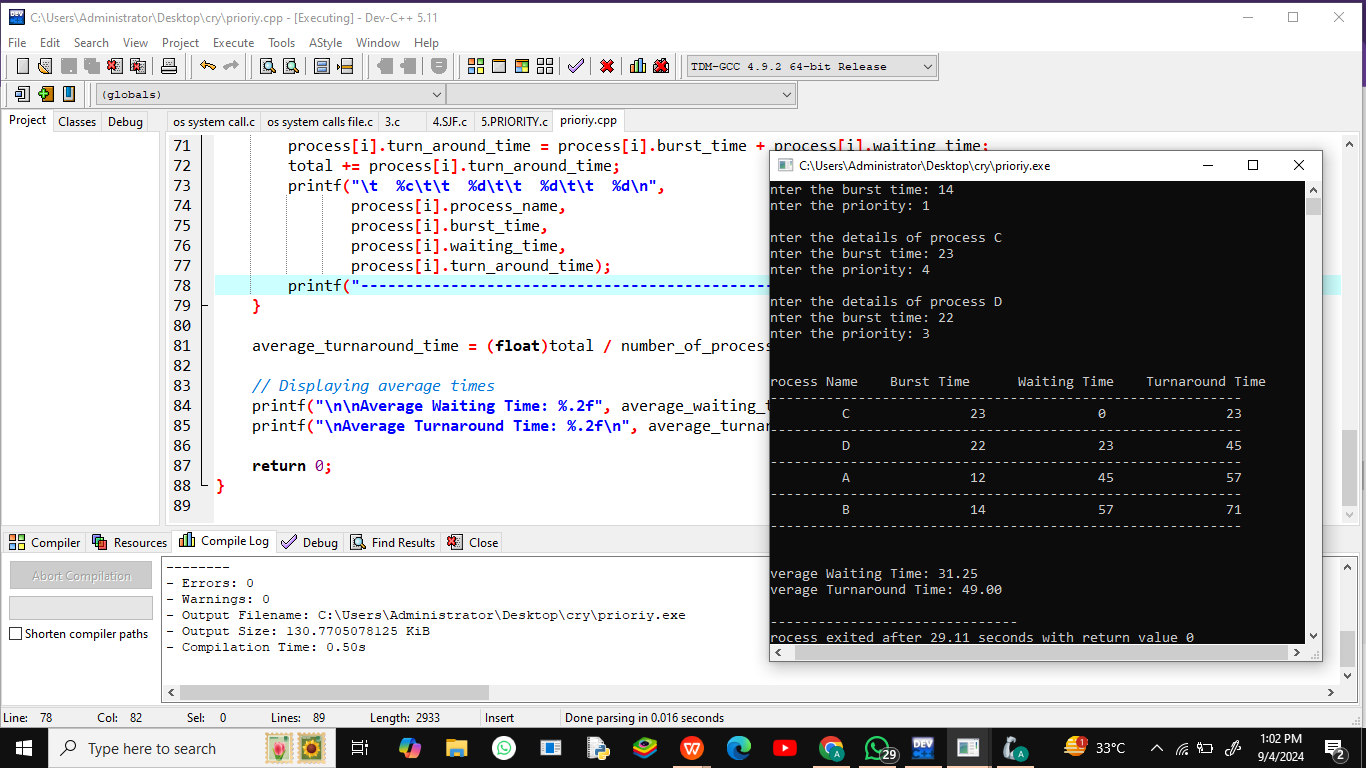 C:\Users\Administrator\Desktop\cry\prioriy.cpp - [Executing] - Dev-C++ 5.11
File Edit Search View Project Execute Tools AStyle Window Help
TDM-GCC 4.9.2 64-bit Release
(globals)
Project Classes Debug
os system call.c os system calls file.c 3.c 4.SJF.c 5.PRIORITY.c prioriy.cpp
71 process[i].turn_around_time = process[i].burst_time + process[i].waiting_time;
72 total += process[i].turn_around_time;
73 printf("\t  %c\t\t  %d\t\t  %d\t\t  %d\n",
74 process[i].process_name,
75 process[i].burst_time,
76 process[i].waiting_time,
77 process[i].turn_around_time);
78 printf("----------------------------------------------
79 }
80
81 average_turnaround_time = (float)total / number_of_process
82
83 // Displaying average times
84 printf("\n\nAverage Waiting Time: %.2f", average_waiting_t
85 printf("\nAverage Turnaround Time: %.2f\n", average_turnar
86
87 return 0;
88 }
89
C:\Users\Administrator\Desktop\cry\prioriy.exe
nter the burst time: 14
nter the priority: 1
nter the details of process C
nter the burst time: 23
nter the priority: 4
nter the details of process D
nter the burst time: 22
nter the priority: 3
rocess Name    Burst Time      Waiting Time    Turnaround Time
-----------------------------------------------------------
C 23 0 23
-----------------------------------------------------------
D 22 23 45
-----------------------------------------------------------
A 12 45 57
-----------------------------------------------------------
B 14 57 71
-----------------------------------------------------------
verage Waiting Time: 31.25
verage Turnaround Time: 49.00
-------------------------------
rocess exited after 29.11 seconds with return value 0
Compiler Resources Compile Log Debug Find Results Close
Abort Compilation
Shorten compiler paths
--------
- Errors: 0
- Warnings: 0
- Output Filename: C:\Users\Administrator\Desktop\cry\prioriy.exe
- Output Size: 130.7705078125 KiB
- Compilation Time: 0.50s
Line: 78 Col: 82 Sel: 0 Lines: 89 Length: 2933 Insert Done parsing in 0.016 seconds
Type here to search
A
29
DEV
A
1
33°C
1:02 PM
9/4/2024
2